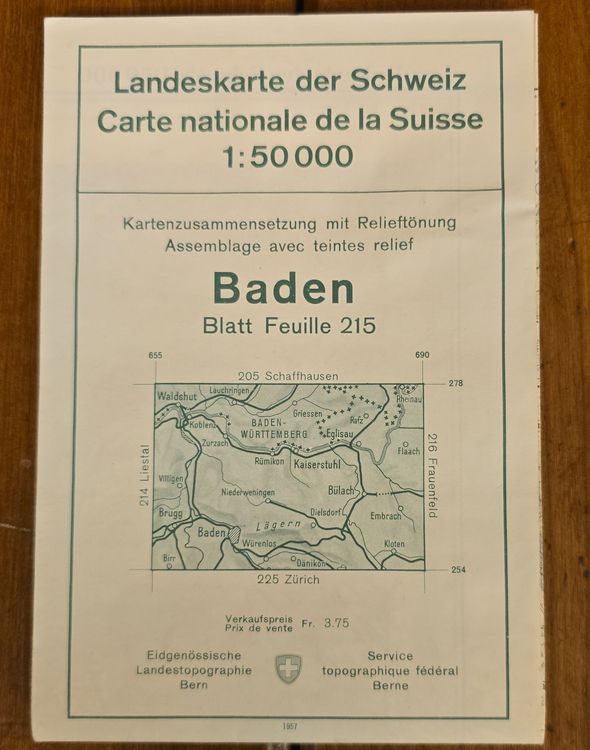 Landeskarte der Schweiz
Carte nationale de la Suisse
1:50 000
Kartenzusammensetzung mit Relieftönung
Assemblage avec teintes relief
Baden
Blatt Feuille 215
655
690
205 Schaffhausen
278
Waldshut
Lauchringen
Griessen
Rafz
Rheinau
Koblenz
BADEN-
WÜRTTEMBERG
Zurzach
Eglisau
Flaach
Rümikon
Kaiserstuhl
214 Liestal
216 Frauenfeld
Villigen
Niederweningen
Bülach
Brugg
Dielsdorf
Embrach
Baden
Lägern
Birr
Würenlos
Dänikon
Kloten
254
225 Zürich
Verkaufspreis
Prix de vente
Fr. 3.75
Eidgenössische
Landestopographie
Bern
Service
topographique fédéral
Berne
1957